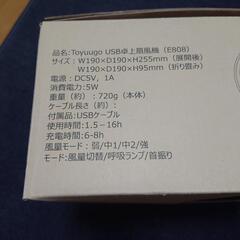 品名:Toyuugo USB卓上扇風機（E808）
サイズ：W190×D190×H255mm（展開後）
W190×D190×H95mm（折り畳み）
電源：DC5V，1A
消費電力:5W
重量（約）：720g（本体）
ケーブル長さ（約）：
付属品:USBケーブル
使用時間:1.5－16h
充電時間:6-8h
風量モード：弱/中1/中2/強
モード:風量切替/呼吸ランプ/首振り